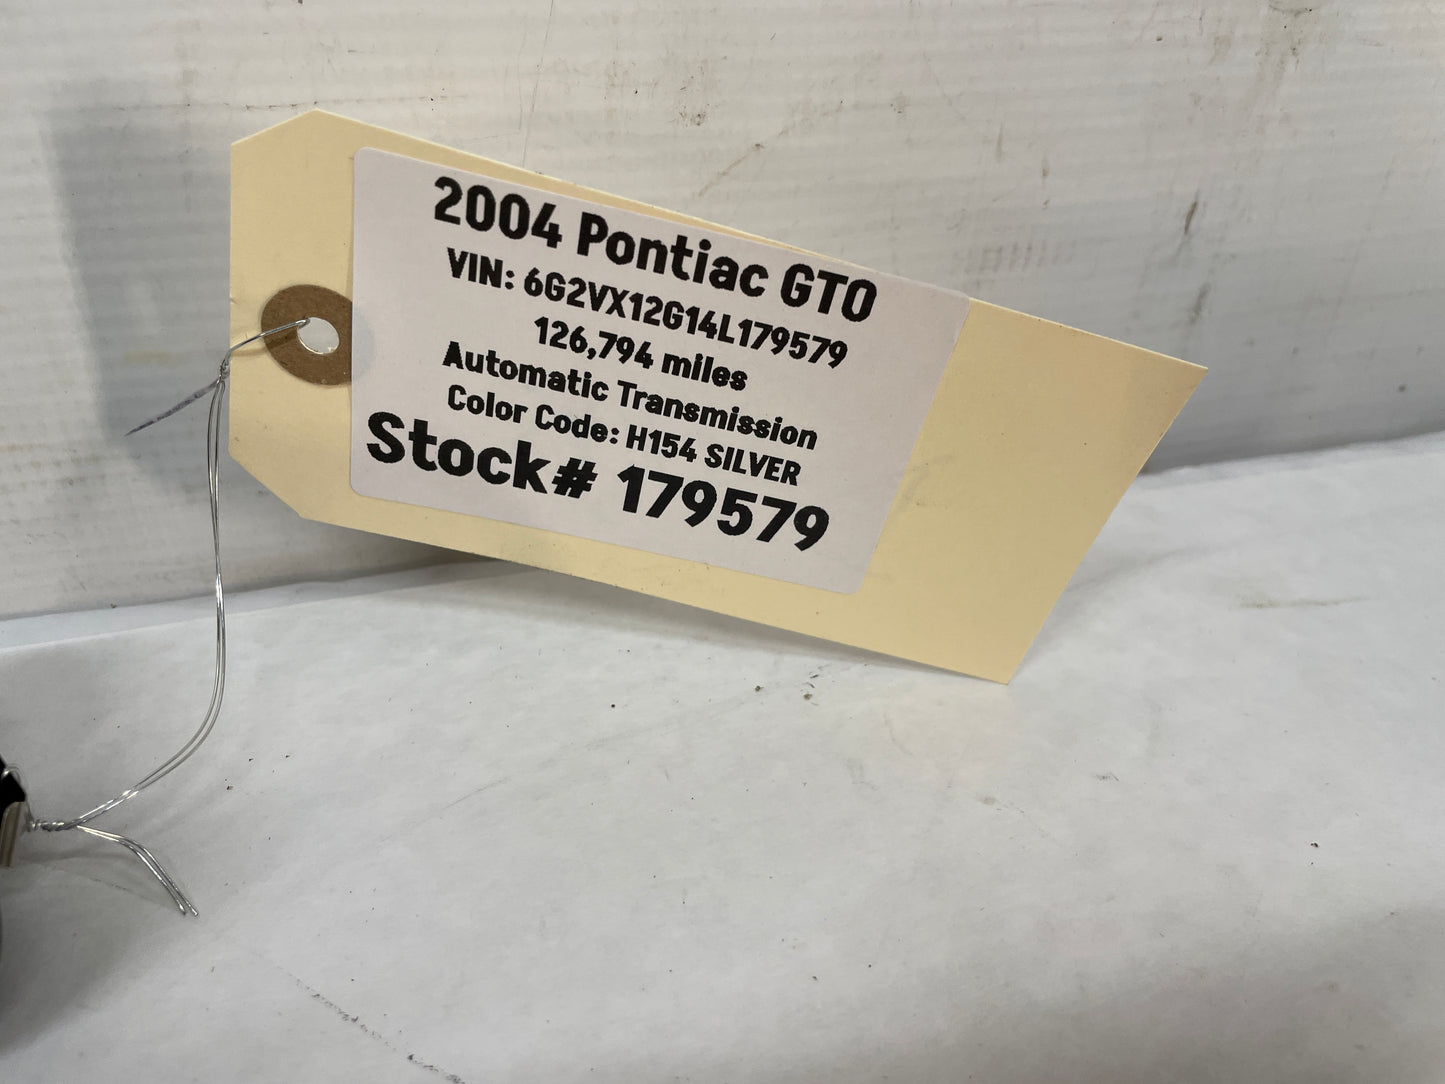 2004 Pontiac GTO
VIN: 6G2VX12G14L179579
126,794 miles
Automatic Transmission
Color Code: H154 SILVER
Stock# 179579